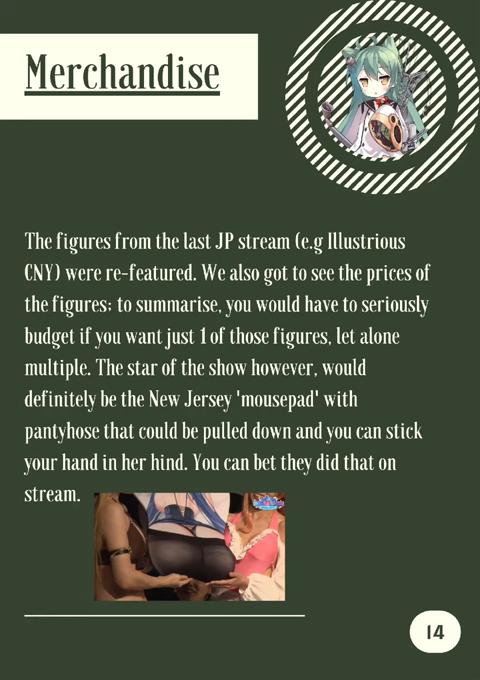 Merchandise
The figures from the last JP stream (e.g Illustrious
CNY) were re-featured. We also got to see the prices of
the figures; to summarise, you would have to seriously
budget if you want just 1 of those figures, let alone
multiple. The star of the show however, would
definitely be the New Jersey 'mousepad' with
pantyhose that could be pulled down and you can stick
your hand in her hind. You can bet they did that on
stream.
14